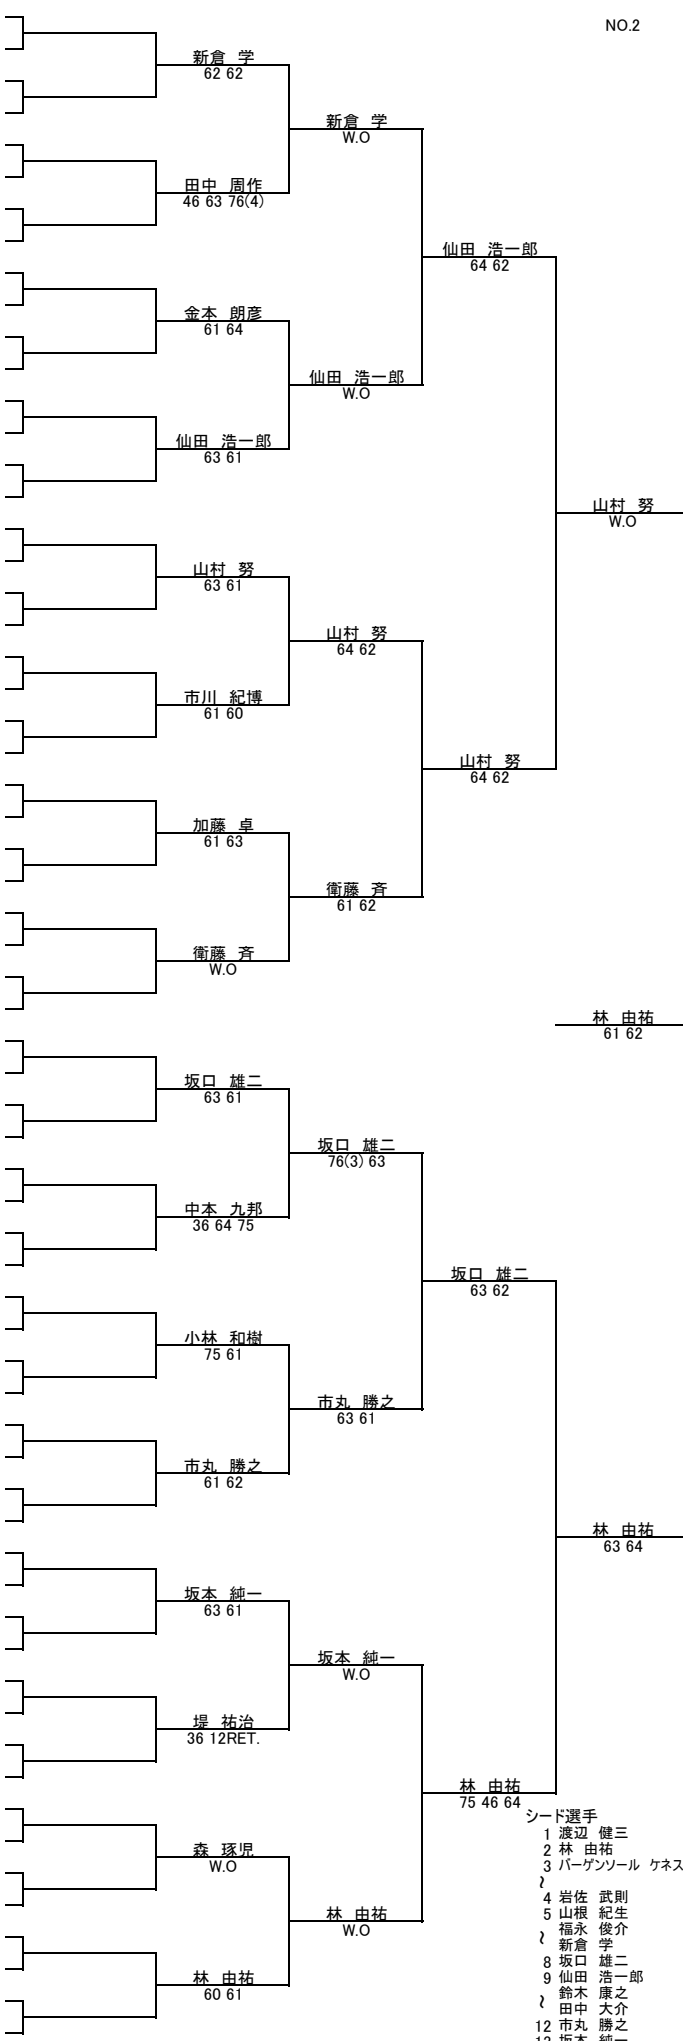 NO.2
新倉 学
62 62
新倉 学
W.O
田中 周作
46 63 76(4)
仙田 浩一郎
64 62
金本 朗彦
61 64
仙田 浩一郎
W.O
仙田 浩一郎
63 61
山村 努
W.O
山村 努
63 61
山村 努
64 62
市川 紀博
61 60
山村 努
64 62
加藤 卓
61 63
衛藤 斉
61 62
衛藤 斉
W.O
林 由祐
61 62
坂口 雄二
63 61
坂口 雄二
76(3) 63
中本 九邦
36 64 75
坂口 雄二
63 62
小林 和樹
75 61
市丸 勝之
63 61
市丸 勝之
61 62
林 由祐
63 64
坂本 純一
63 61
坂本 純一
W.O
堤 祐治
36 12RET.
林 由祐
75 46 64
森 琢児
W.O
林 由祐
W.O
林 由祐
60 61
シード選手
1 渡辺 健三
2 林 由祐
3 バーゲンソール ケネス
~
4 岩佐 武則
5 山根 紀生
福永 俊介
~ 新倉 学
8 坂口 雄二
9 仙田 浩一郎
鈴木 康之
~ 田中 大介
12 市丸 勝之
13 坂本 純一